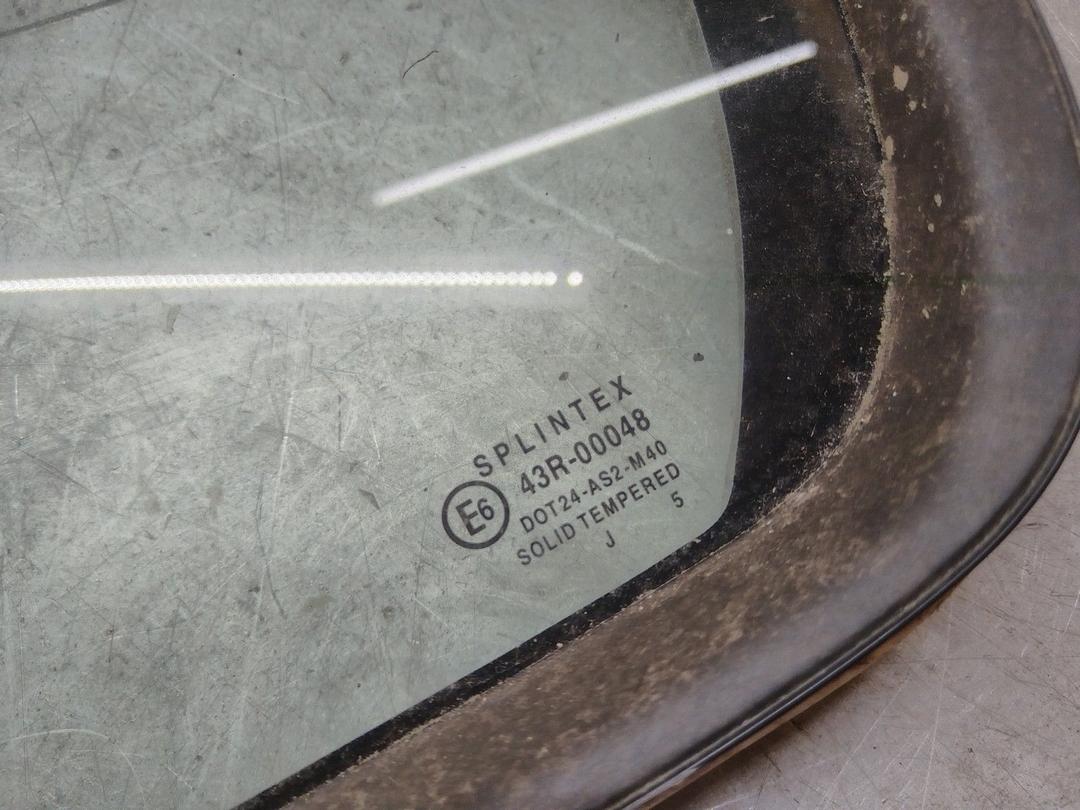 SPLINTEX
43R-00048
E6
DOT24-AS2-M40
SOLID TEMPERED
J 5